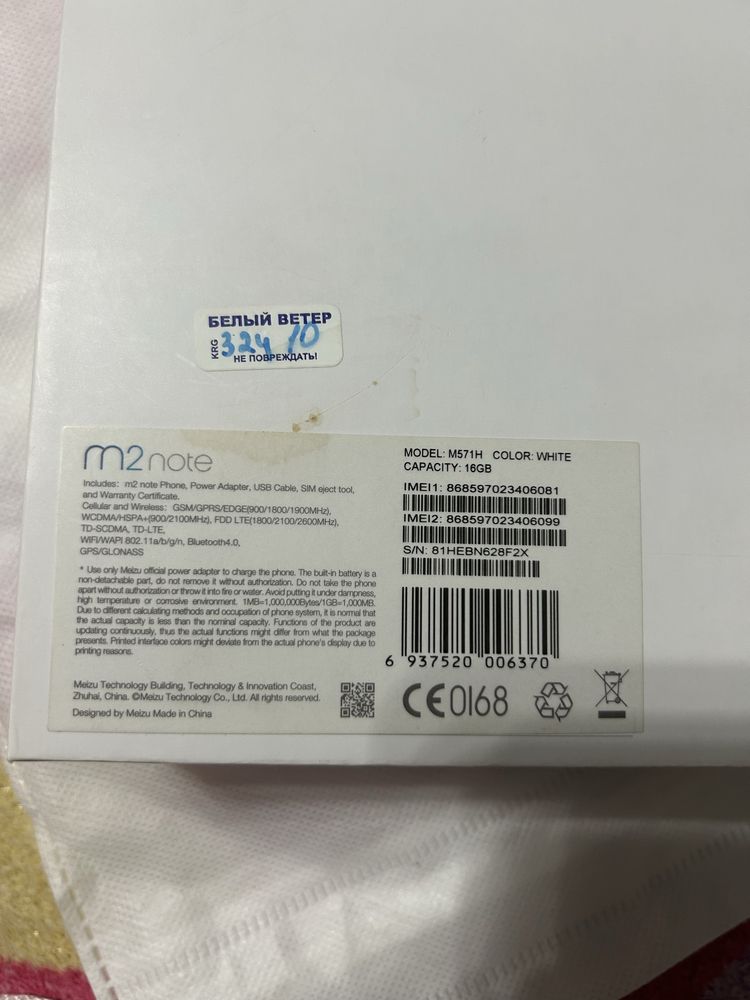 БЕЛЫЙ ВЕТЕР
KRG
324 10
НЕ ПОВРЕЖДАТЬ!
m2 note
Includes: m2 note Phone, Power Adapter, USB Cable, SIM eject tool,
and Warranty Certificate.
Cellular and Wireless: GSM/GPRS/EDGE(900/1800/1900MHz),
WCDMA/HSPA+(900/2100MHz), FDD LTE(1800/2100/2600MHz),
TD-SCDMA, TD-LTE,
WIFI/WAPI 802.11a/b/g/n, Bluetooth4.0,
GPS/GLONASS
* Use only Meizu official power adapter to charge the phone. The built-in battery is a
non-detachable part, do not remove it without authorization. Do not take the phone
apart without authorization or throw it into fire or water. Avoid putting it under dampness,
high temperature or corrosive environment. 1MB=1,000,000Bytes/1GB=1,000MB.
Due to different calculating methods and occupation of phone system, it is normal that
the actual capacity is less than the nominal capacity. Functions of the product are
updating continuously, thus the actual functions might differ from what the package
presents. Printed interface colors might deviate from the actual phone's display due to
printing reasons.
Meizu Technology Building, Technology & Innovation Coast,
Zhuhai, China. ©Meizu Technology Co., Ltd. All rights reserved.
Designed by Meizu Made in China
MODEL: M571H COLOR: WHITE
CAPACITY: 16GB
IMEI1: 868597023406081
IMEI2: 868597023406099
S/N: 81HEBN628F2X
6 937520 006370
CE0168